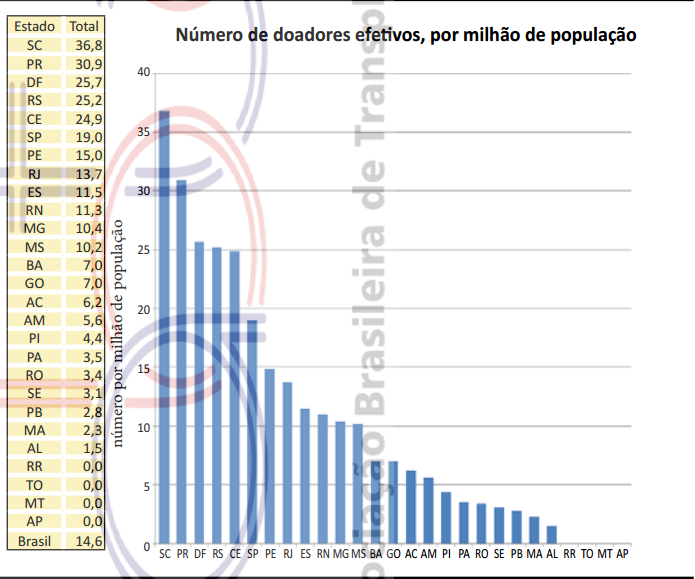 Estado Total
SC 36,8
PR 30,9
DF 25,7
RS 25,2
CE 24,9
SP 19,0
PE 15,0
RJ 13,7
ES 11,5
RN 11,3
MG 10,4
MS 10,2
BA 7,0
GO 7,0
AC 6,2
AM 5,6
PI 4,4
PA 3,5
RO 3,4
SE 3,1
PB 2,8
MA 2,3
AL 1,5
RR 0,0
TO 0,0
MT 0,0
AP 0,0
Brasil 14,6
Número de doadores efetivos, por milhão de população
número por milhão de população
40
35
30
25
20
15
10
5
0
SC PR DF RS CE SP PE RJ ES RN MG MS BA GO AC AM PI PA RO SE PB MA AL RR TO MT AP
ciação Brasileira de Transpl